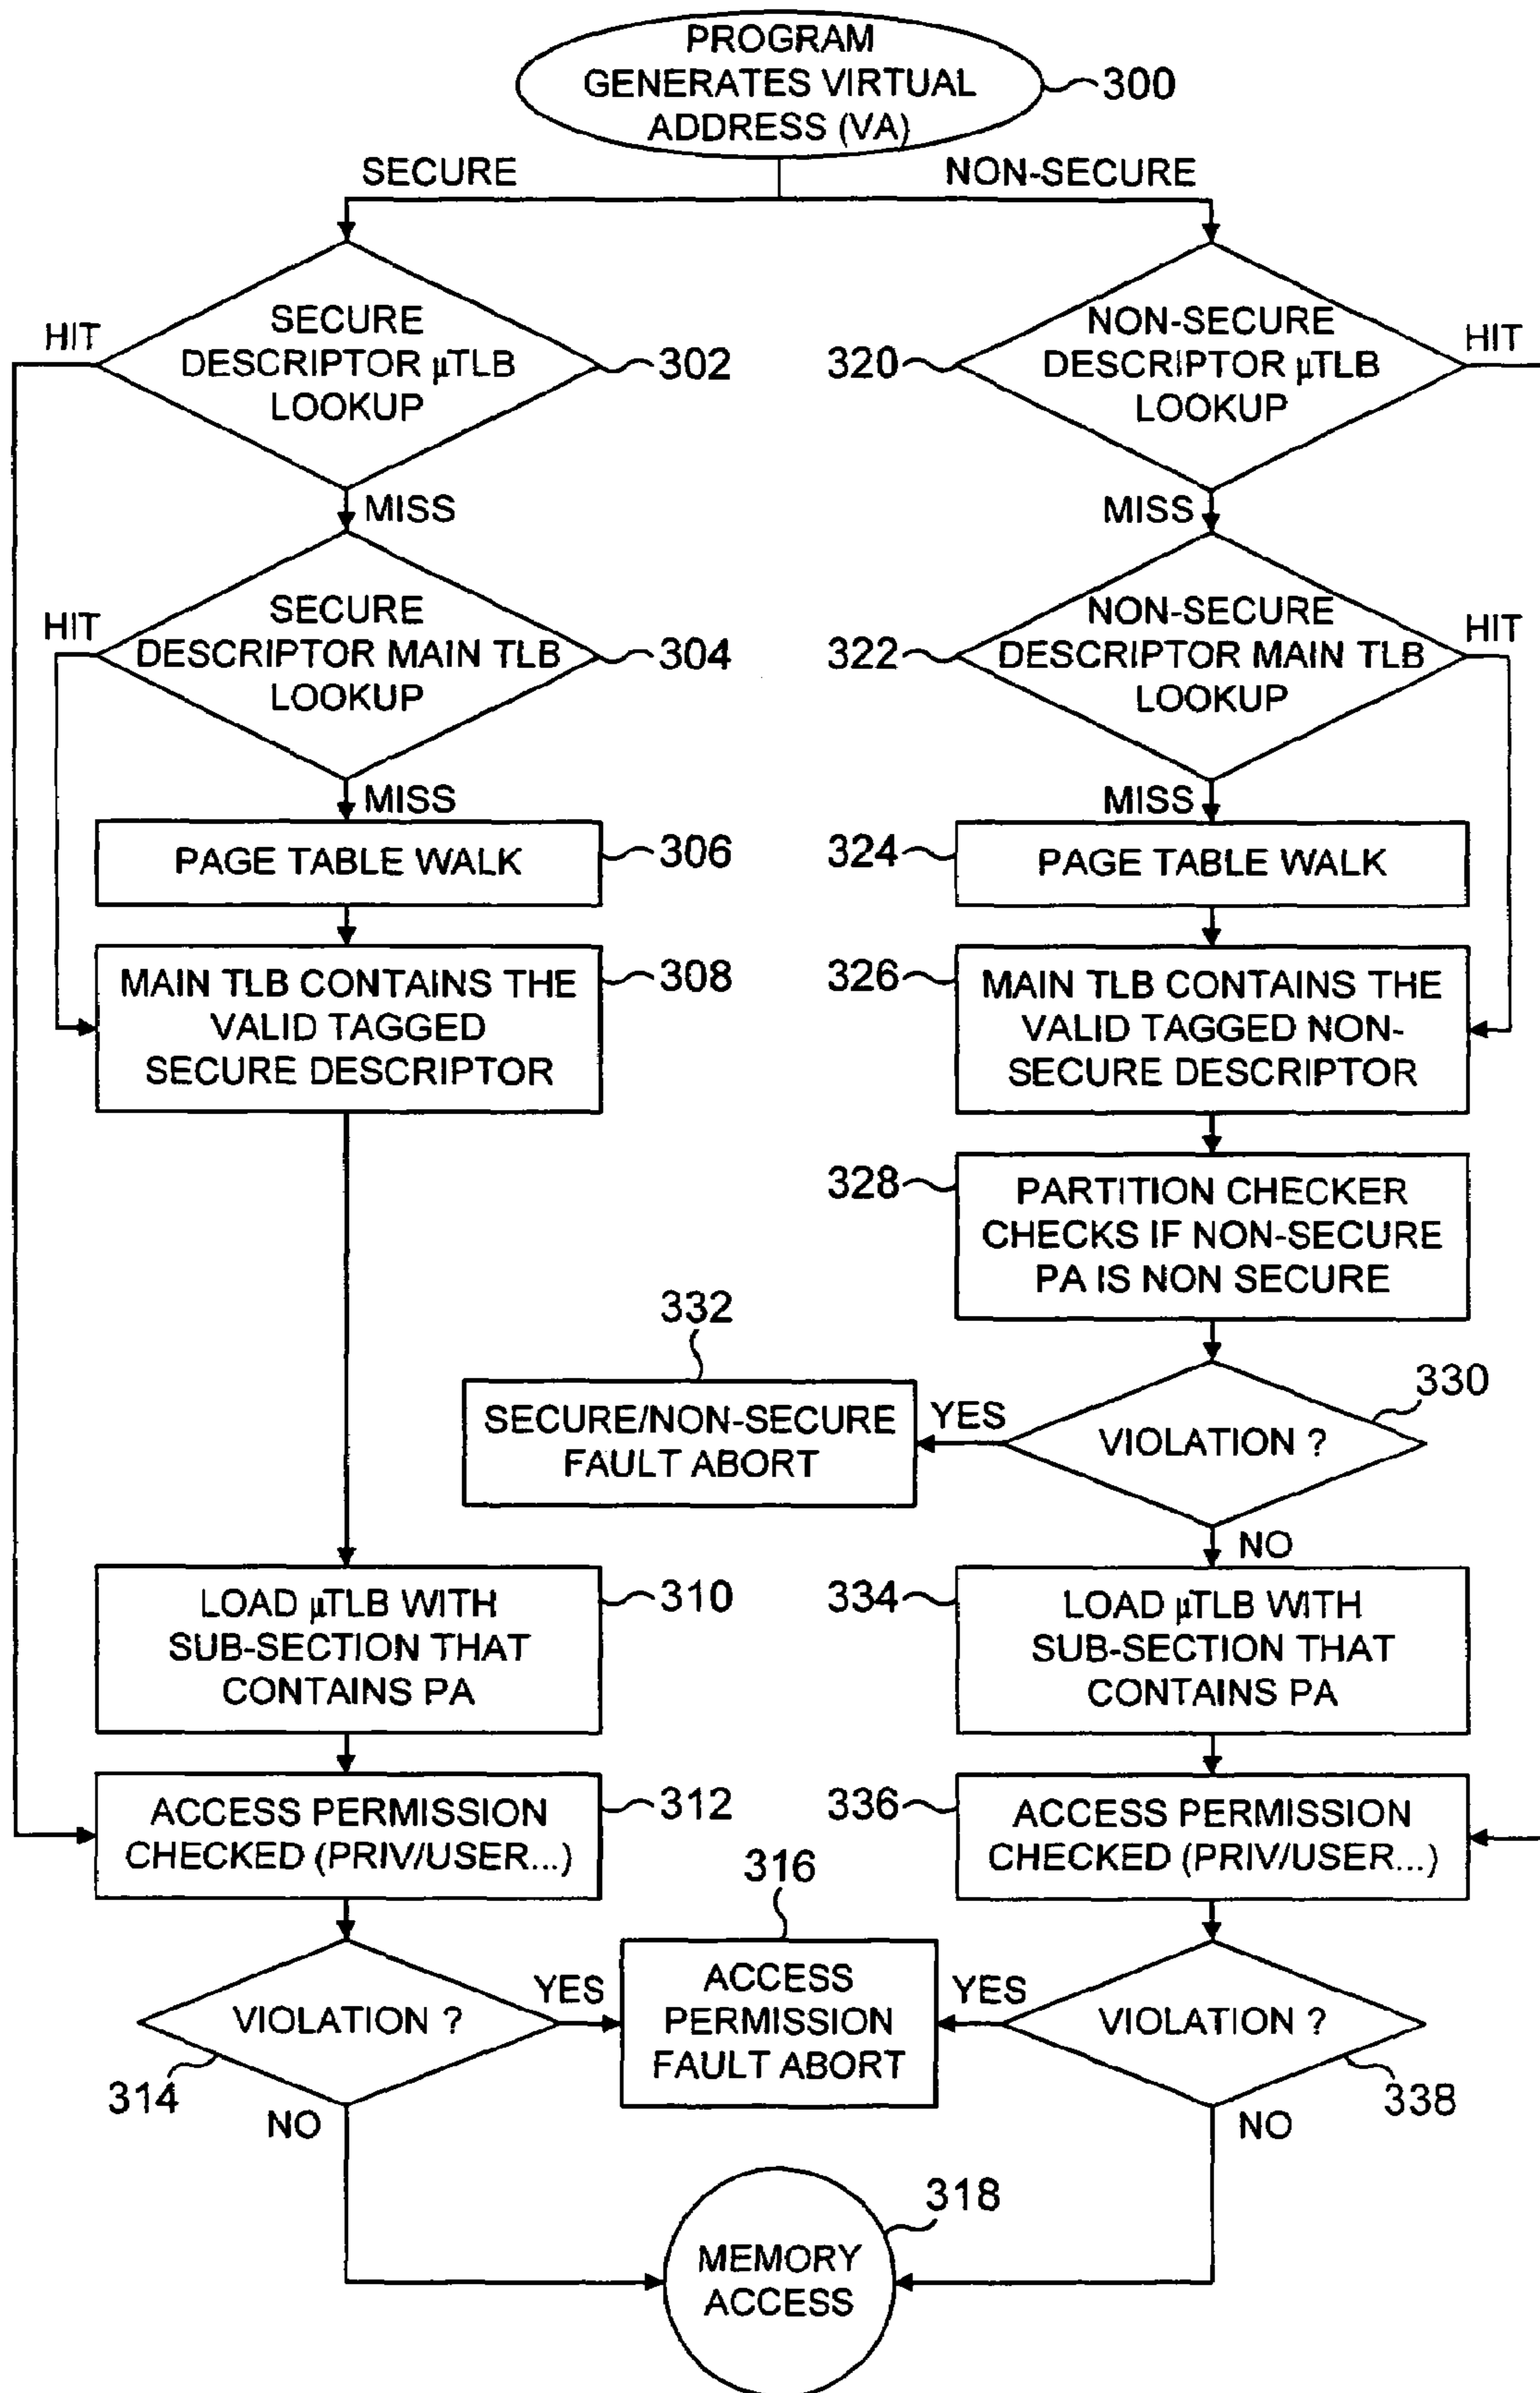 PROGRAM
GENERATES VIRTUAL
ADDRESS (VA)
300
SECURE
NON-SECURE
HIT
SECURE
DESCRIPTOR µTLB
LOOKUP
302
320
NON-SECURE
DESCRIPTOR µTLB
LOOKUP
HIT
MISS
MISS
HIT
SECURE
DESCRIPTOR MAIN TLB
LOOKUP
304
322
NON-SECURE
DESCRIPTOR MAIN TLB
LOOKUP
HIT
MISS
MISS
PAGE TABLE WALK
306
324
PAGE TABLE WALK
MAIN TLB CONTAINS THE
VALID TAGGED
SECURE DESCRIPTOR
308
326
MAIN TLB CONTAINS THE
VALID TAGGED NON-
SECURE DESCRIPTOR
328
PARTITION CHECKER
CHECKS IF NON-SECURE
PA IS NON SECURE
332
SECURE/NON-SECURE
FAULT ABORT
YES
VIOLATION ?
330
NO
LOAD µTLB WITH
SUB-SECTION THAT
CONTAINS PA
310
334
LOAD µTLB WITH
SUB-SECTION THAT
CONTAINS PA
ACCESS PERMISSION
CHECKED (PRIV/USER...)
312
336
ACCESS PERMISSION
CHECKED (PRIV/USER...)
316
VIOLATION ?
YES
ACCESS
PERMISSION
FAULT ABORT
YES
VIOLATION ?
314
338
NO
NO
318
MEMORY
ACCESS